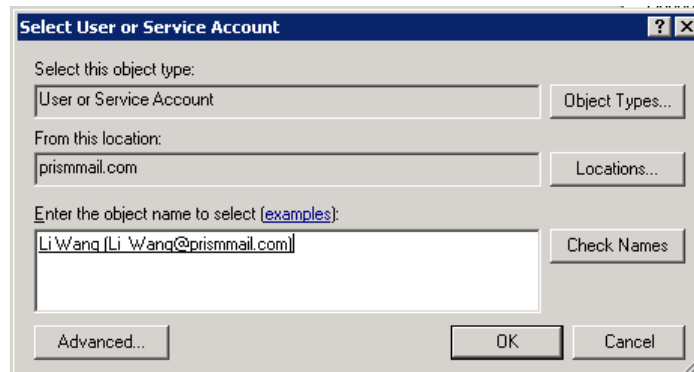 Select User or Service Account
Select this object type:
User or Service Account
Object Types...
From this location:
prismmail.com
Locations...
Enter the object name to select (examples):
Li Wang (Li_Wang@prismmail.com)
Check Names
Advanced...
OK
Cancel